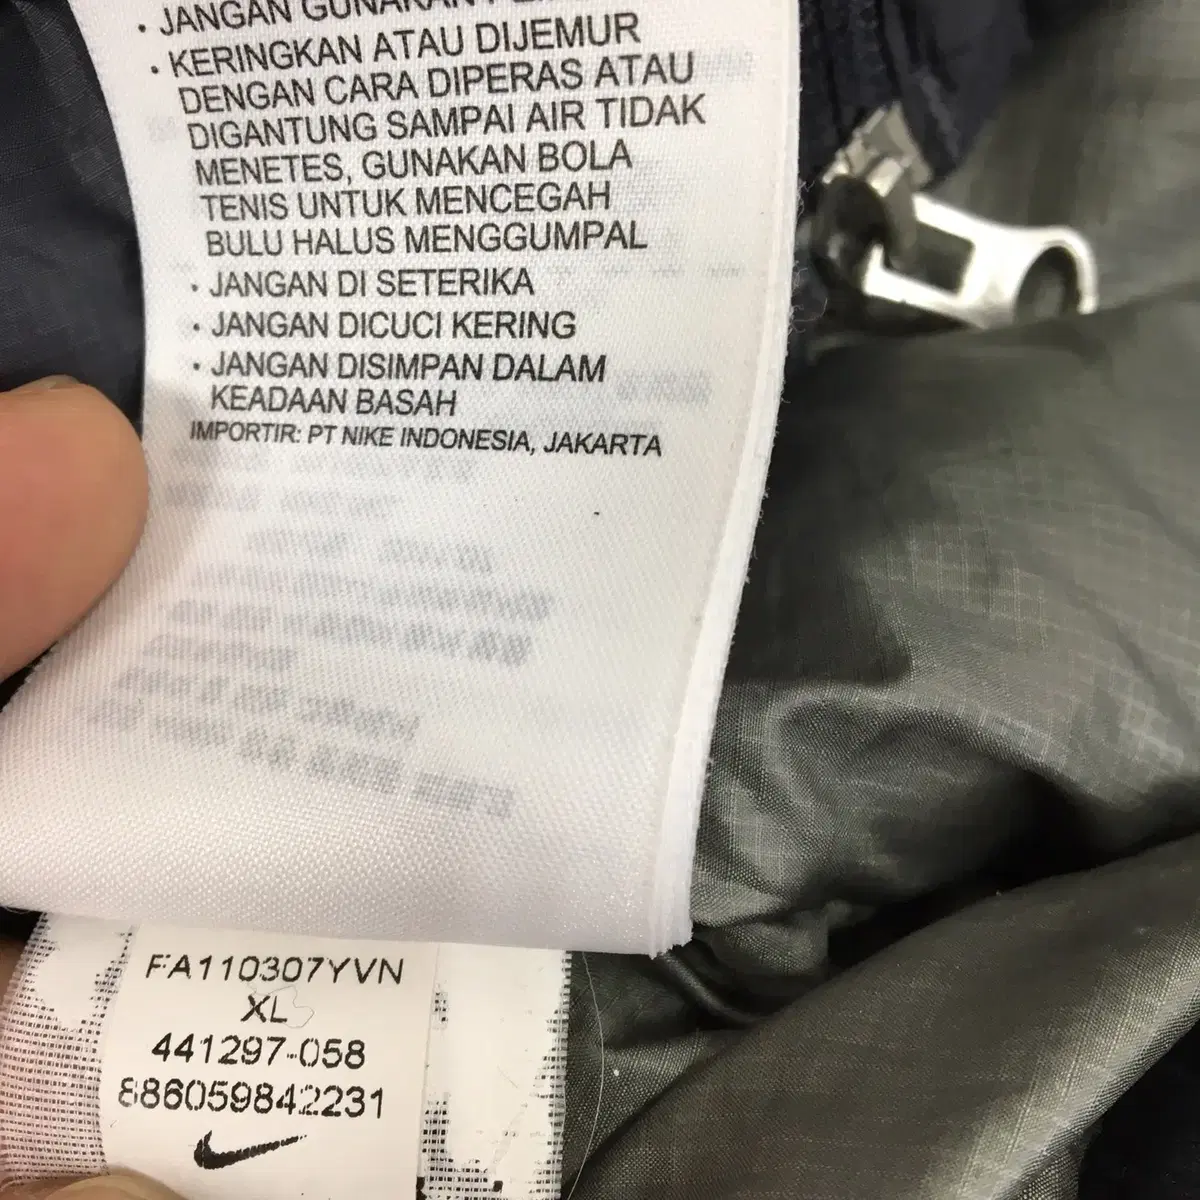 • JANGAN GUNAKAN
• KERINGKAN ATAU DIJEMUR
DENGAN CARA DIPERAS ATAU
DIGANTUNG SAMPAI AIR TIDAK
MENETES, GUNAKAN BOLA
TENIS UNTUK MENCEGAH
BULU HALUS MENGGUMPAL
• JANGAN DI SETERIKA
• JANGAN DICUCI KERING
• JANGAN DISIMPAN DALAM
KEADAAN BASAH
IMPORTIR: PT NIKE INDONESIA, JAKARTA
FA110307YVN
XL
441297-058
886059842231